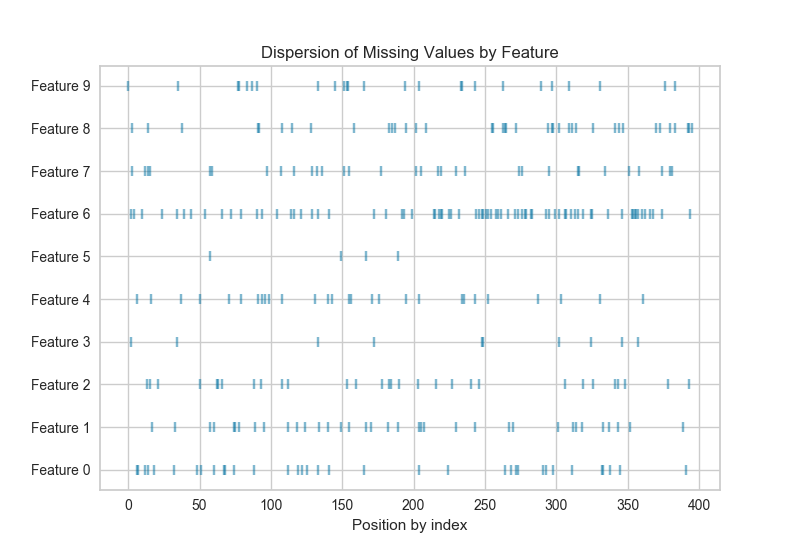 Dispersion of Missing Values by Feature
Feature 9
Feature 8
Feature 7
Feature 6
Feature 5
Feature 4
Feature 3
Feature 2
Feature 1
Feature 0
0 50 100 150 200 250 300 350 400
Position by index